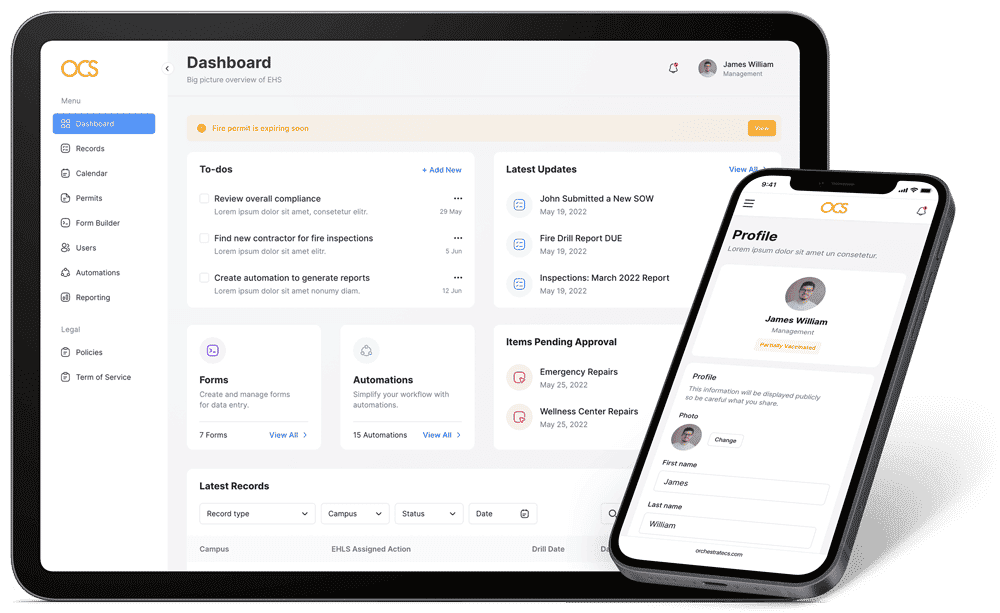 OCS
Menu
Dashboard
Records
Calendar
Permits
Form Builder
Users
Automations
Reporting
Legal
Policies
Term of Service
Dashboard
Big picture overview of EHS
James William
Management
Fire permit is expiring soon
View
To-dos
+ Add New
Review overall compliance
Lorem ipsum dolor sit amet, consetetur elitr.
29 May
Find new contractor for fire inspections
Lorem ipsum dolor sit amet elitr.
5 Jun
Create automation to generate reports
Lorem ipsum dolor sit amet nonumy diam.
12 Jun
Latest Updates
View All
John Submitted a New SOW
May 19, 2022
Fire Drill Report DUE
May 19, 2022
Inspections: March 2022 Report
May 19, 2022
Forms
Create and manage forms
for data entry.
7 Forms
View All
Automations
Simplify your workflow with
automations.
15 Automations
View All
Items Pending Approval
Emergency Repairs
May 25, 2022
Wellness Center Repairs
May 25, 2022
Latest Records
Record type
Campus
Status
Date
Campus
EHLS Assigned Action
Drill Date
9:41
OCS
Profile
Lorem ipsum dolor sit amet un consetetur.
James William
Management
Partially Vaccinated
Profile
This information will be displayed publicly
so be careful what you share.
Photo
Change
First name
James
Last name
William
orchestratecs.com